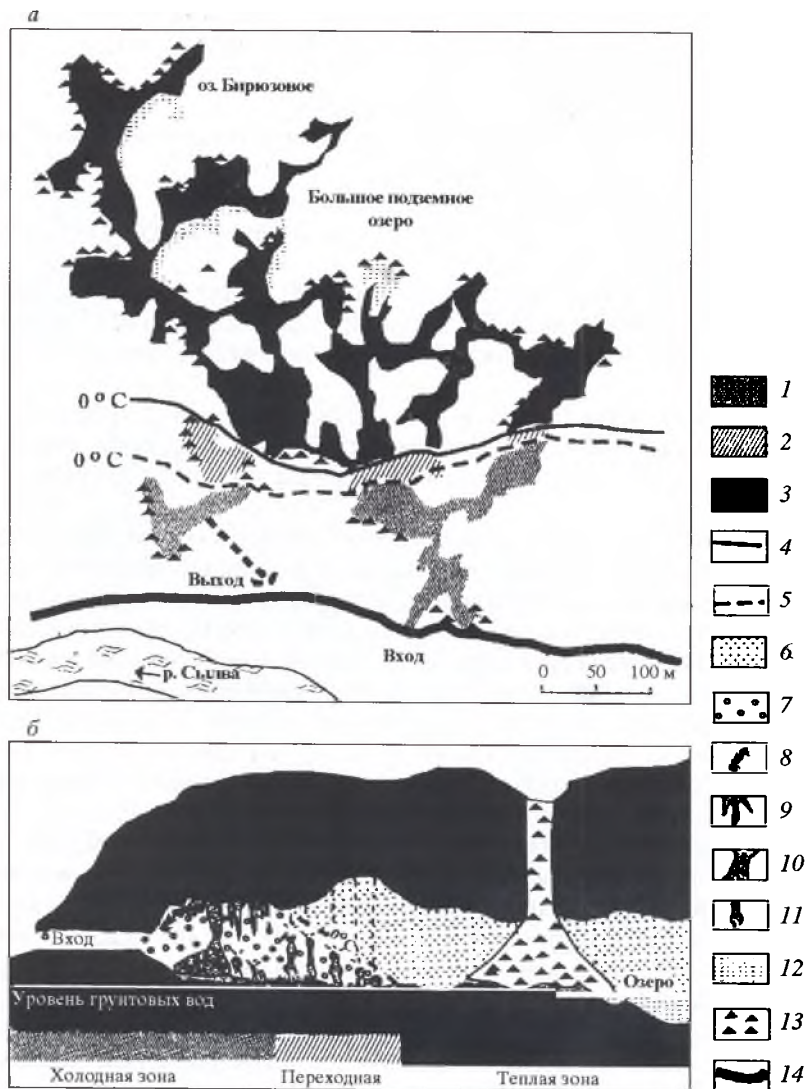 а
оз. Бирюзовое
Большое подземное
озеро
0 ° С
0 ° С
Выход
Вход
р. Сылва
0 50 100 м
1
2
3
4
5
6
7
8
9
10
11
12
13
14
б
Вход
Озеро
Уровень грунтовых вод
Холодная зона Переходная Теплая зона